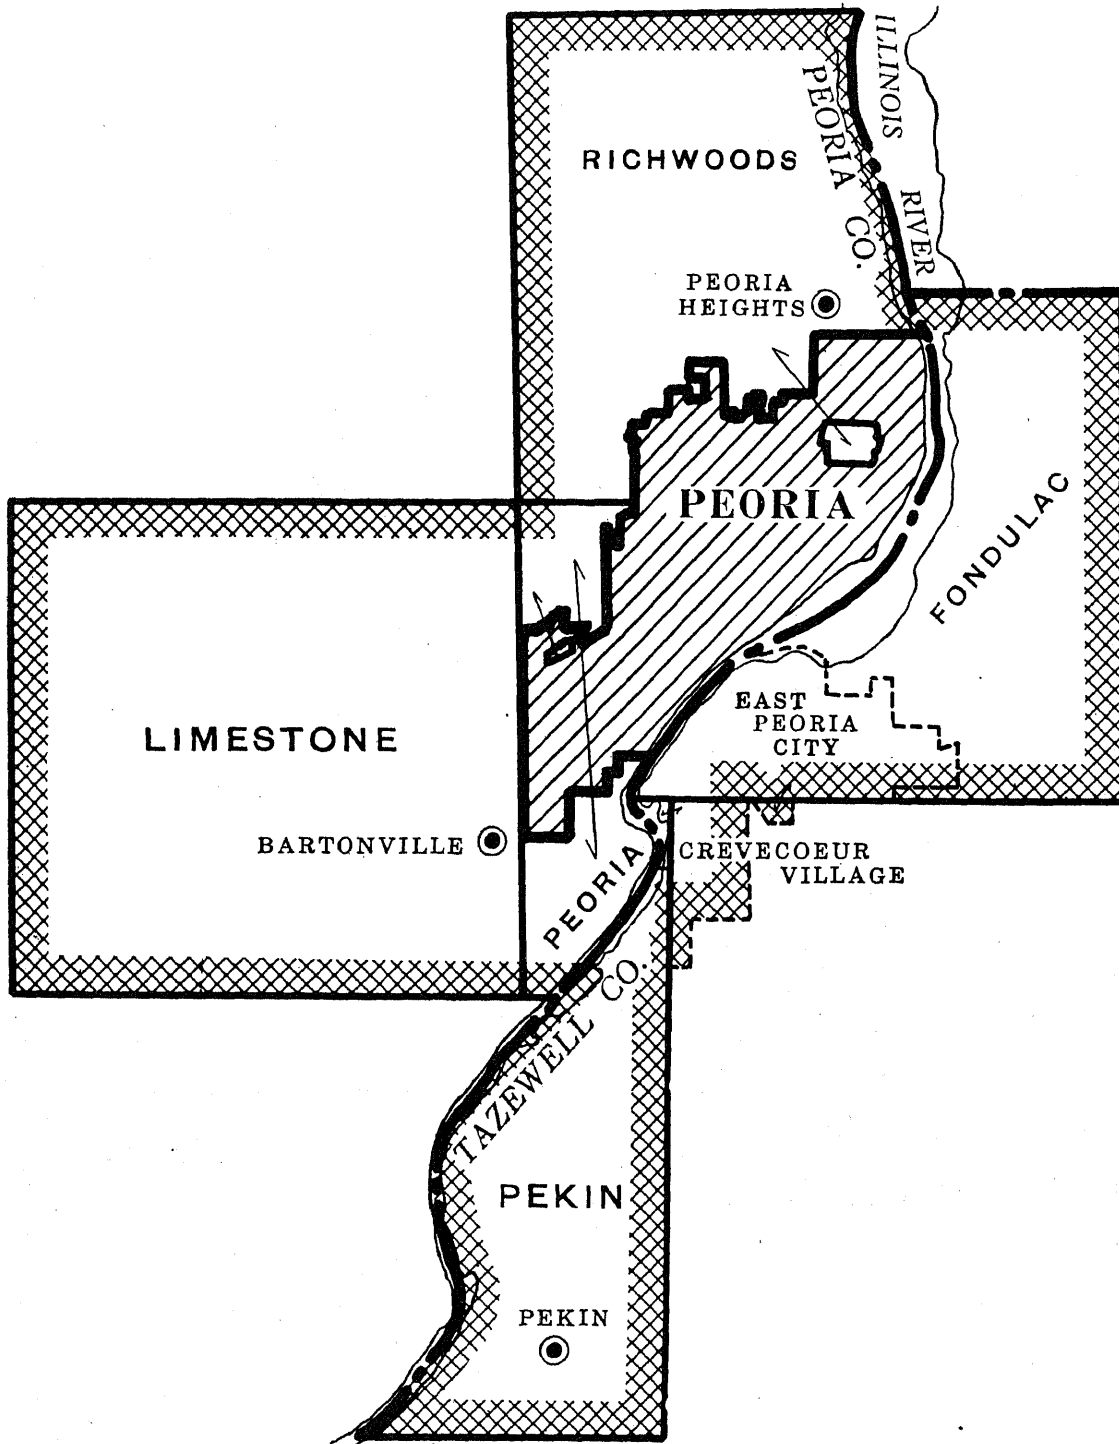 ILLINOIS
RIVER
PEORIA CO.
RICHWOODS
PEORIA
HEIGHTS
PEORIA
FONDULAC
EAST
PEORIA
CITY
LIMESTONE
BARTONVILLE
CREVECOEUR
VILLAGE
PEORIA
TAZEWELL CO.
PEKIN
PEKIN